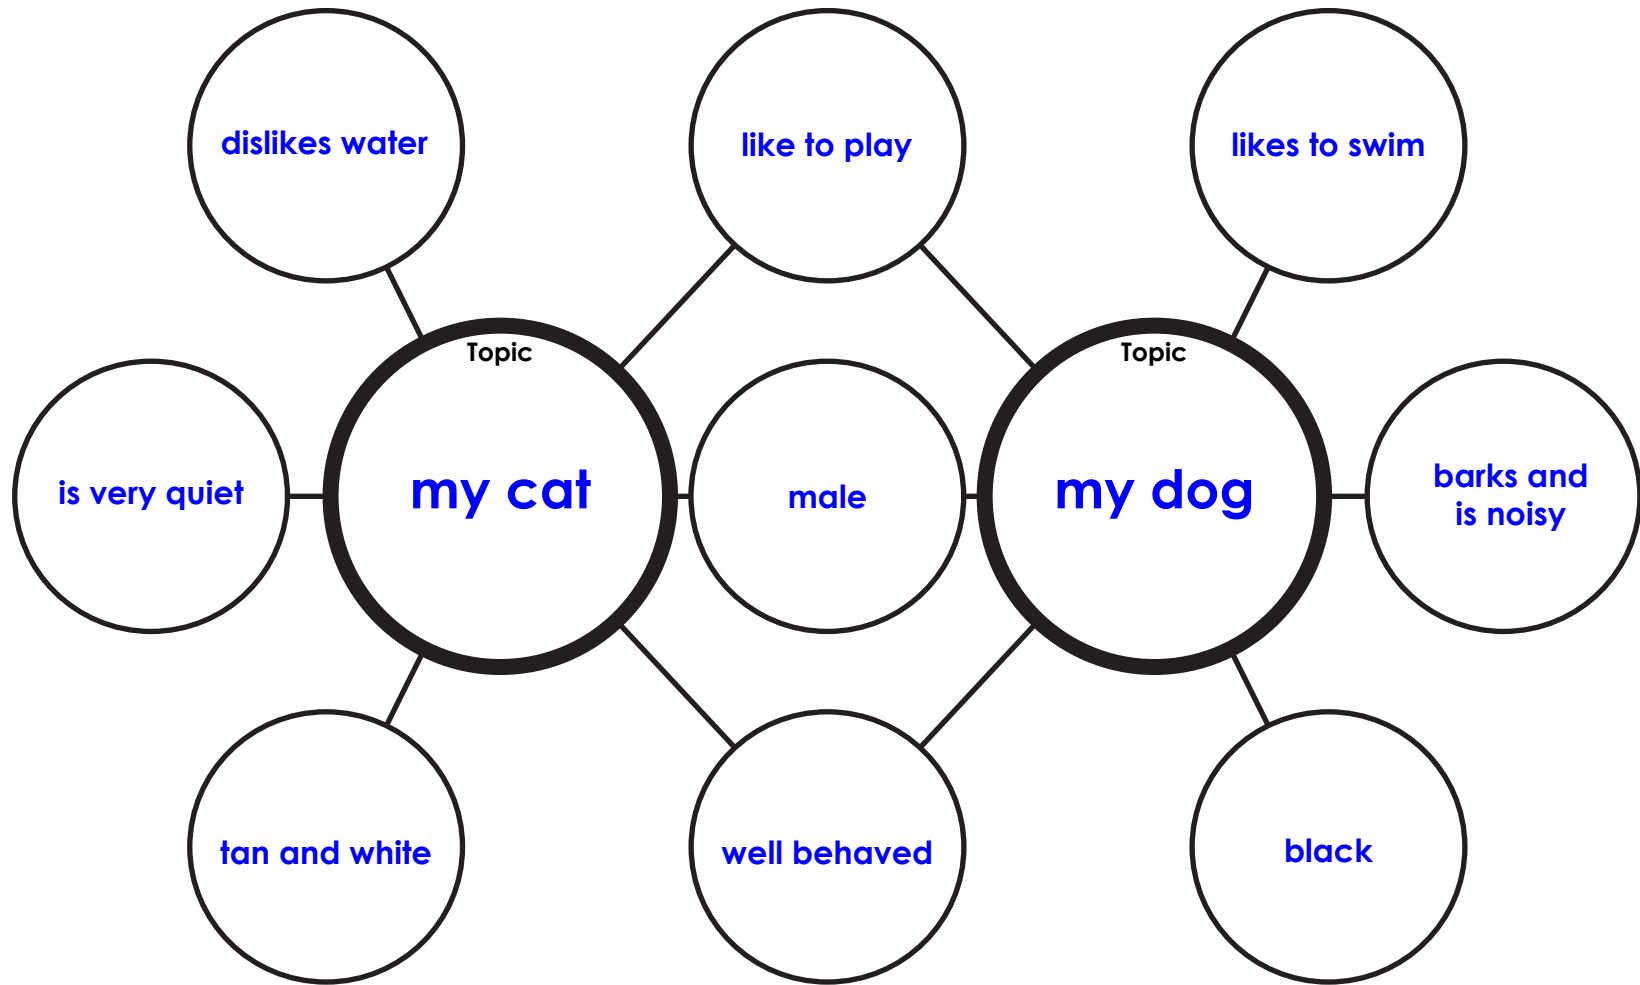 dislikes water
like to play
likes to swim
Topic
Topic
is very quiet
my cat
male
my dog
barks and
is noisy
tan and white
well behaved
black